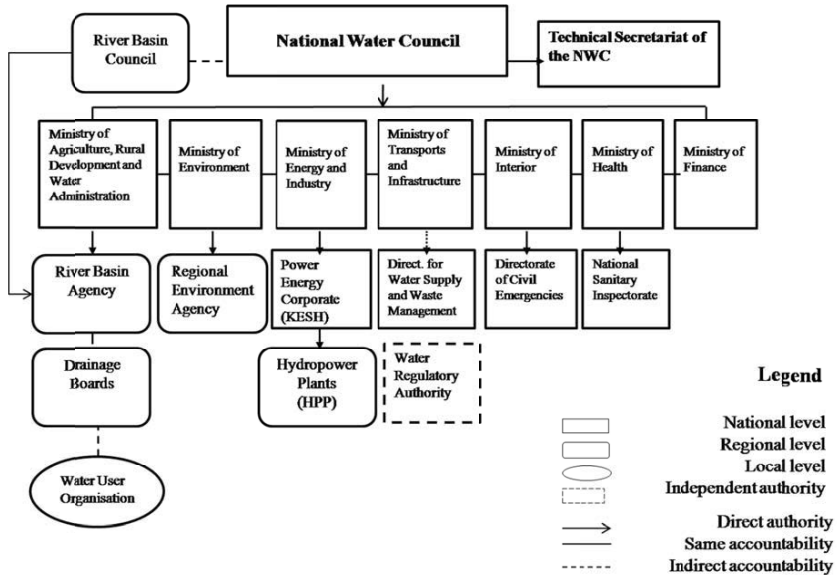 River Basin
Council
National Water Council
Technical Secretariat of
the NWC
Ministry of
Agriculture, Rural
Development and
Water
Administration
Ministry of
Environment
Ministry of
Energy and
Industry
Ministry of
Transports
and
Infrastructure
Ministry of
Interior
Ministry of
Health
Ministry of
Finance
River Basin
Agency
Regional
Environment
Agency
Power
Energy
Corporate
(KESH)
Direct. for
Water Supply
and Waste
Management
Directorate
of Civil
Emergencies
National
Sanitary
Inspectorate
Drainage
Boards
Hydropower
Plants
(HPP)
Water
Regulatory
Authority
Water User
Organisation
Legend
National level
Regional level
Local level
Independent authority
Direct authority
Same accountability
Indirect accountability